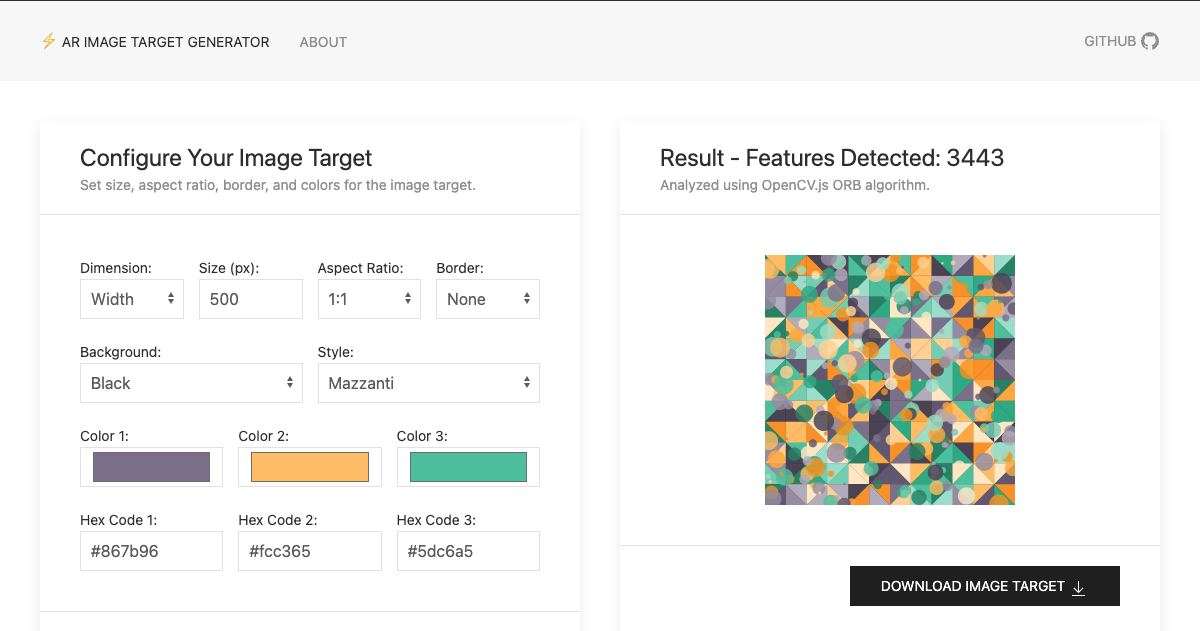 ⚡ AR IMAGE TARGET GENERATOR ABOUT GITHUB
Configure Your Image Target
Set size, aspect ratio, border, and colors for the image target.
Dimension: Size (px): Aspect Ratio: Border:
Width 500 1:1 None
Background: Style:
Black Mazzanti
Color 1: Color 2: Color 3:
Hex Code 1: Hex Code 2: Hex Code 3:
#867b96 #fcc365 #5dc6a5
Result - Features Detected: 3443
Analyzed using OpenCV.js ORB algorithm.
DOWNLOAD IMAGE TARGET